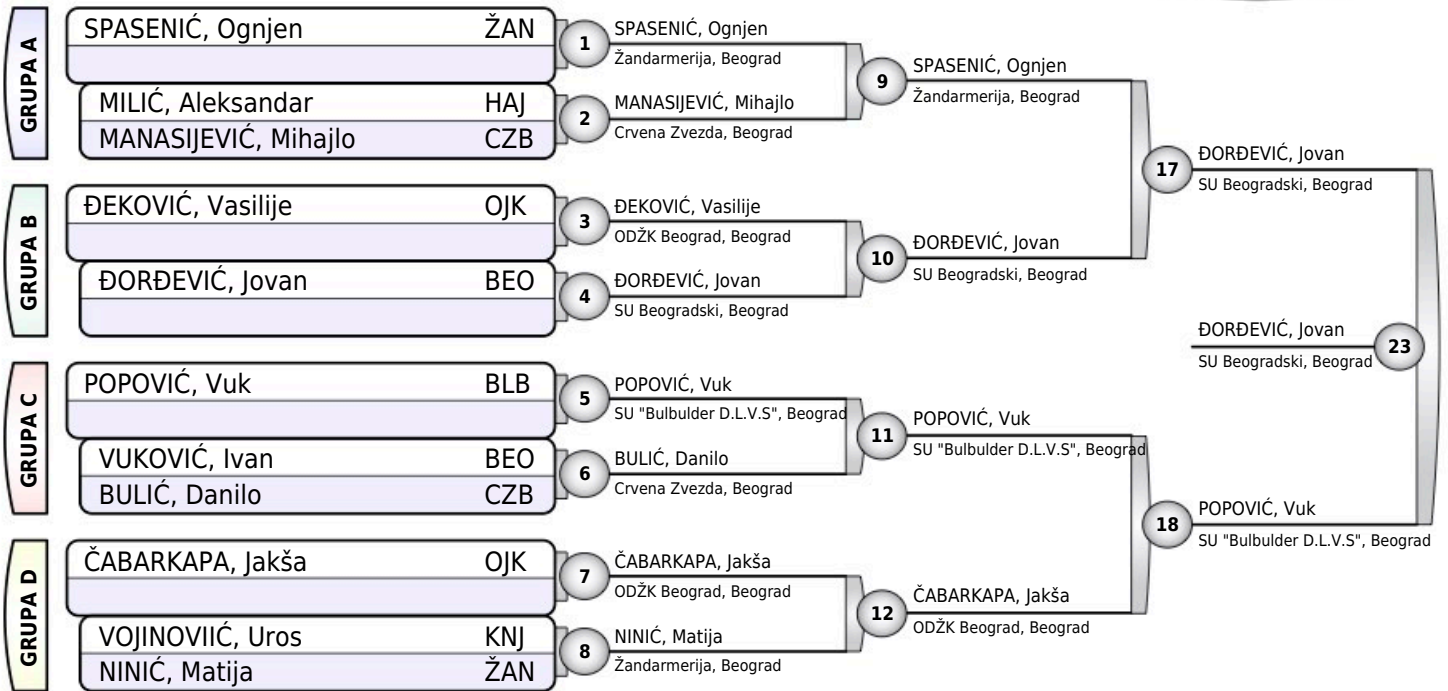 GRUPA A
SPASENIĆ, Ognjen ŽAN
MILIĆ, Aleksandar HAJ
MANASIJEVIĆ, Mihajlo CZB
GRUPA B
ĐEKOVIĆ, Vasilije OJK
ĐORĐEVIĆ, Jovan BEO
GRUPA C
POPOVIĆ, Vuk BLB
VUKOVIĆ, Ivan BEO
BULIĆ, Danilo CZB
GRUPA D
ČABARKAPA, Jakša OJK
VOJINOVIIĆ, Uros KNJ
NINIĆ, Matija ŽAN
1
SPASENIĆ, Ognjen
Žandarmerija, Beograd
2
MANASIJEVIĆ, Mihajlo
Crvena Zvezda, Beograd
3
ĐEKOVIĆ, Vasilije
ODŽK Beograd, Beograd
4
ĐORĐEVIĆ, Jovan
SU Beogradski, Beograd
5
POPOVIĆ, Vuk
SU "Bulbulder D.L.V.S", Beograd
6
BULIĆ, Danilo
Crvena Zvezda, Beograd
7
ČABARKAPA, Jakša
ODŽK Beograd, Beograd
8
NINIĆ, Matija
Žandarmerija, Beograd
9
SPASENIĆ, Ognjen
Žandarmerija, Beograd
10
ĐORĐEVIĆ, Jovan
SU Beogradski, Beograd
11
POPOVIĆ, Vuk
SU "Bulbulder D.L.V.S", Beograd
12
ČABARKAPA, Jakša
ODŽK Beograd, Beograd
17
ĐORĐEVIĆ, Jovan
SU Beogradski, Beograd
18
POPOVIĆ, Vuk
SU "Bulbulder D.L.V.S", Beograd
ĐORĐEVIĆ, Jovan
SU Beogradski, Beograd
23